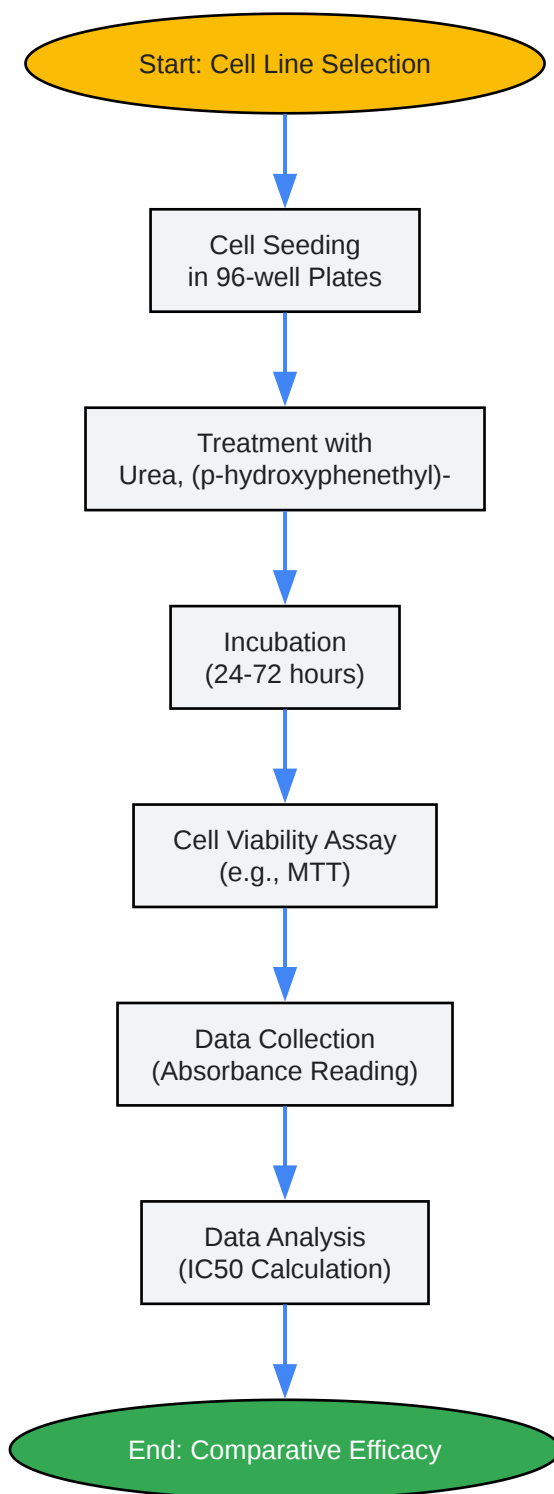 Start: Cell Line Selection
Cell Seeding
in 96-well Plates
Treatment with
Urea, (p-hydroxyphenethyl)-
Incubation
(24-72 hours)
Cell Viability Assay
(e.g., MTT)
Data Collection
(Absorbance Reading)
Data Analysis
(IC50 Calculation)
End: Comparative Efficacy